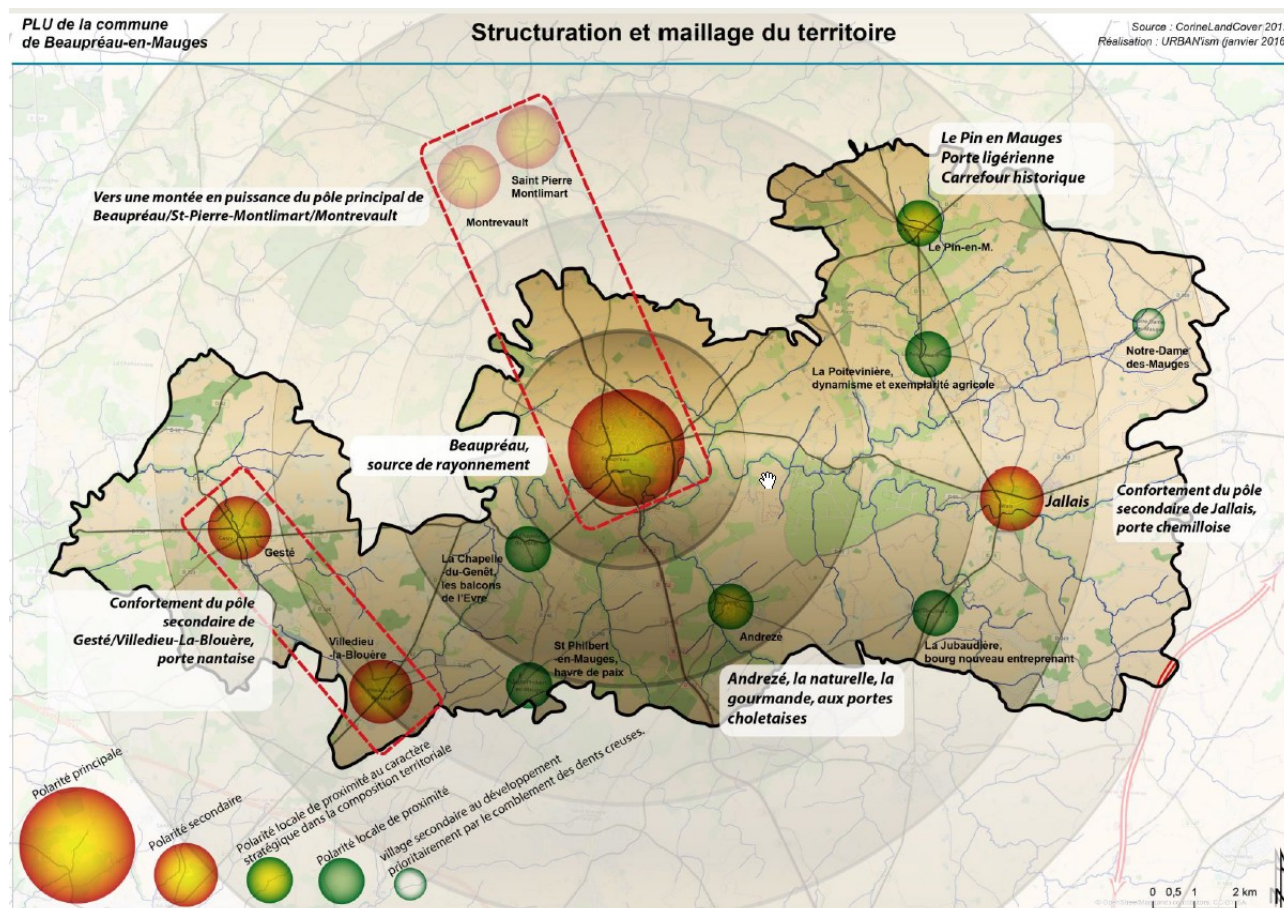 PLU de la commune
de Beaupréau-en-Mauges
Structuration et maillage du territoire
Source : CorineLandCover 201
Réalisation : URBAN'ism (janvier 2016
Le Pin en Mauges
Porte ligérienne
Carrefour historique
Saint Pierre
Montlimart
Montrevault
Vers une montée en puissance du pôle principal de
Beaupréau/St-Pierre-Montlimart/Montrevault
Le Pin-en-M.
Notre-Dame
des-Mauges
La Poitevinière,
dynamisme et exemplarité agricole
Beaupréau,
source de rayonnement
Jallais
Confortement du pôle
secondaire de Jallais,
porte chemilloise
Gesté
La Chapelle
-du-Genêt,
les balcons
de l'Evre
Confortement du pôle
secondaire de
Gesté/Villedieu-La-Blouère,
porte nantaise
Villedieu
-la-Blouère
St Philbert
-en-Mauges,
havre de paix
Andrezé
La Jubaudière,
bourg nouveau entreprenant
Andrezé, la naturelle, la
gourmande, aux portes
choletaises
Polarité principale
Polarité secondaire
Polarité locale de proximité au caractère
stratégique dans la composition territoriale
Polarité locale de proximité
village secondaire au développement
prioritairement par le comblement des dents creuses.
0 0,5 1 2 km